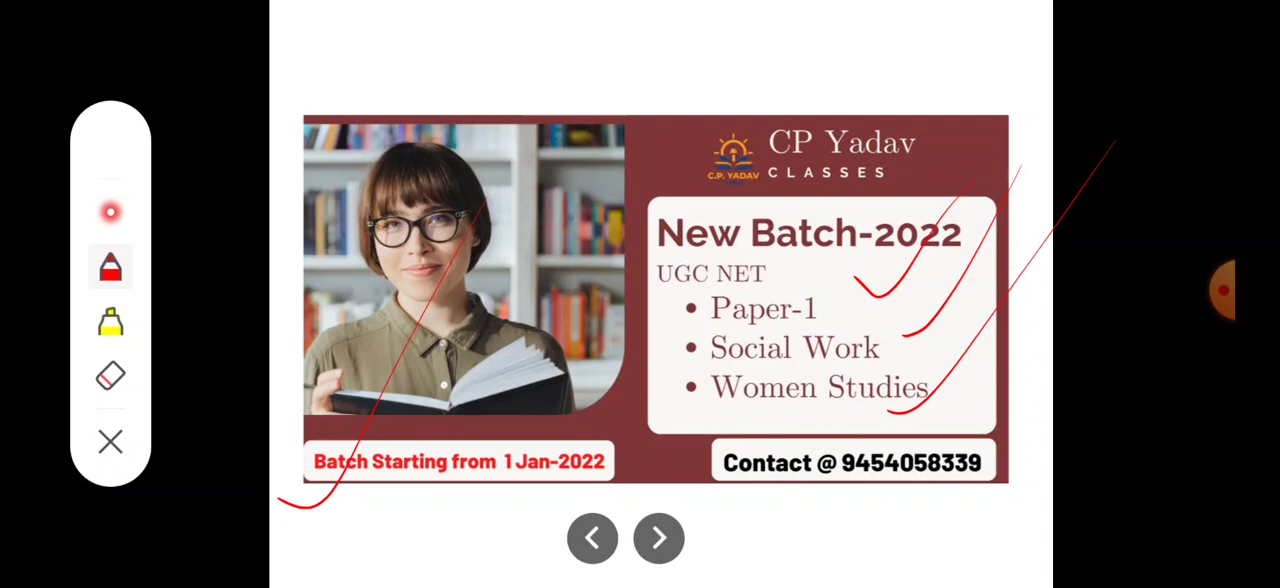 CP Yadav
C.P. YADAV
CLASSES
New Batch-2022
UGC NET
Paper-1
Social Work
Women Studies
Batch Starting from 1 Jan-2022
Contact @ 9454058339